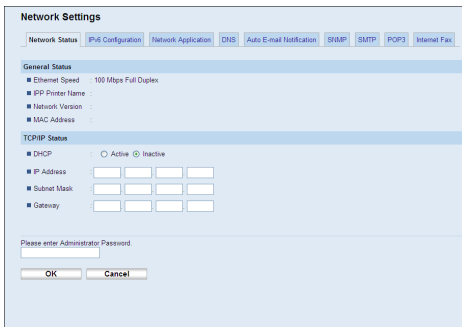 Network Settings
Network Status IPv6 Configuration Network Application DNS Auto E-mail Notification SNMP SMTP POP3 Internet Fax
General Status
Ethernet Speed : 100 Mbps Full Duplex
IPP Printer Name :
Network Version :
MAC Address :
TCP/IP Status
DHCP : Active Inactive
IP Address : . . .
Subnet Mask : . . .
Gateway : . . .
Please enter Administrator Password.
OK Cancel